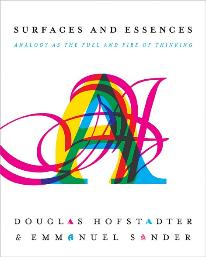 SURFACES AND ESSENCES
ANALOGY AS THE FUEL AND FIRE OF THINKING
A
DOUGLAS HOFSTADTER
& EMMANUEL SANDER